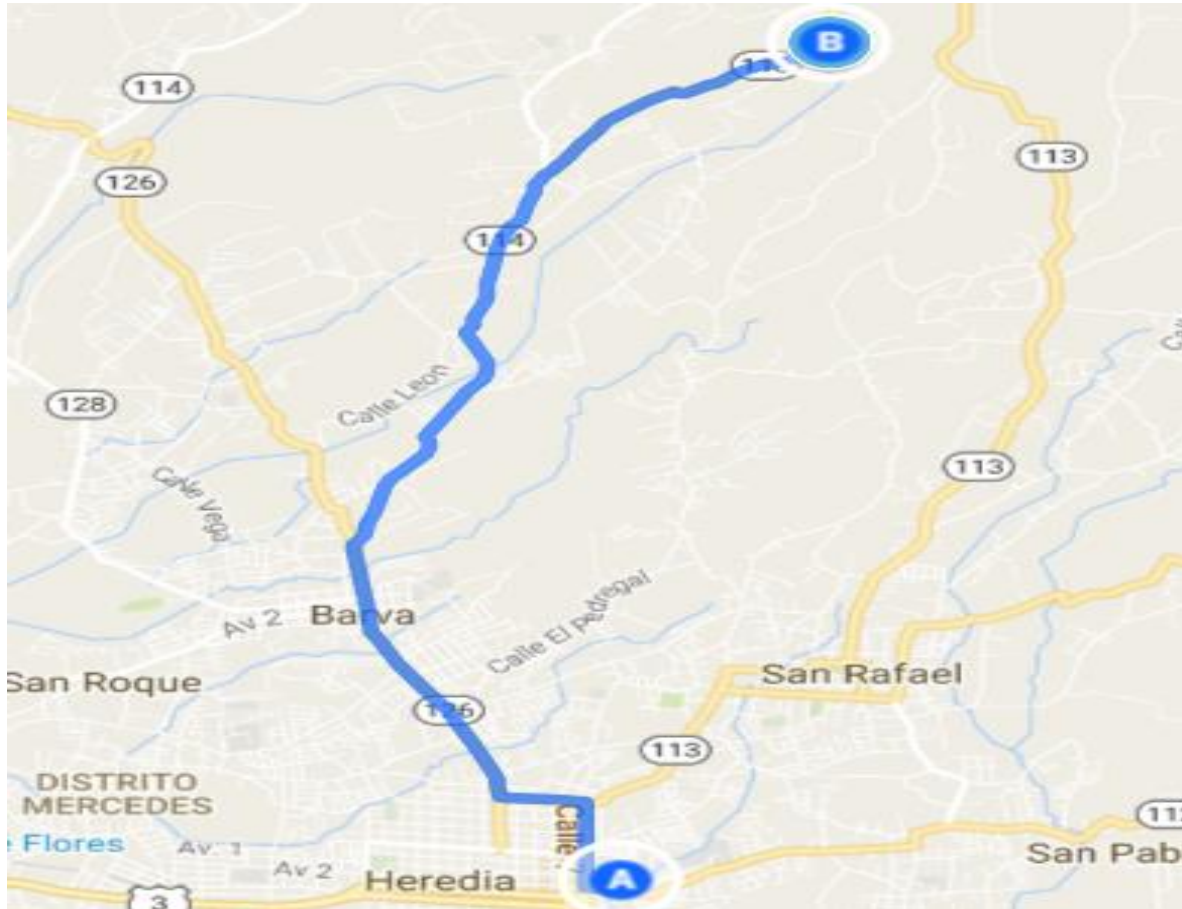 B
114
113
126
114
Calle Leon
128
113
Calle Vega
Barva
Av 2
Calle El pedregal
San Roque
San Rafael
126
113
DISTRITO
MERCEDES
Calle
e Flores
Av. 1
Av 2
Heredia
A
San Pab
3